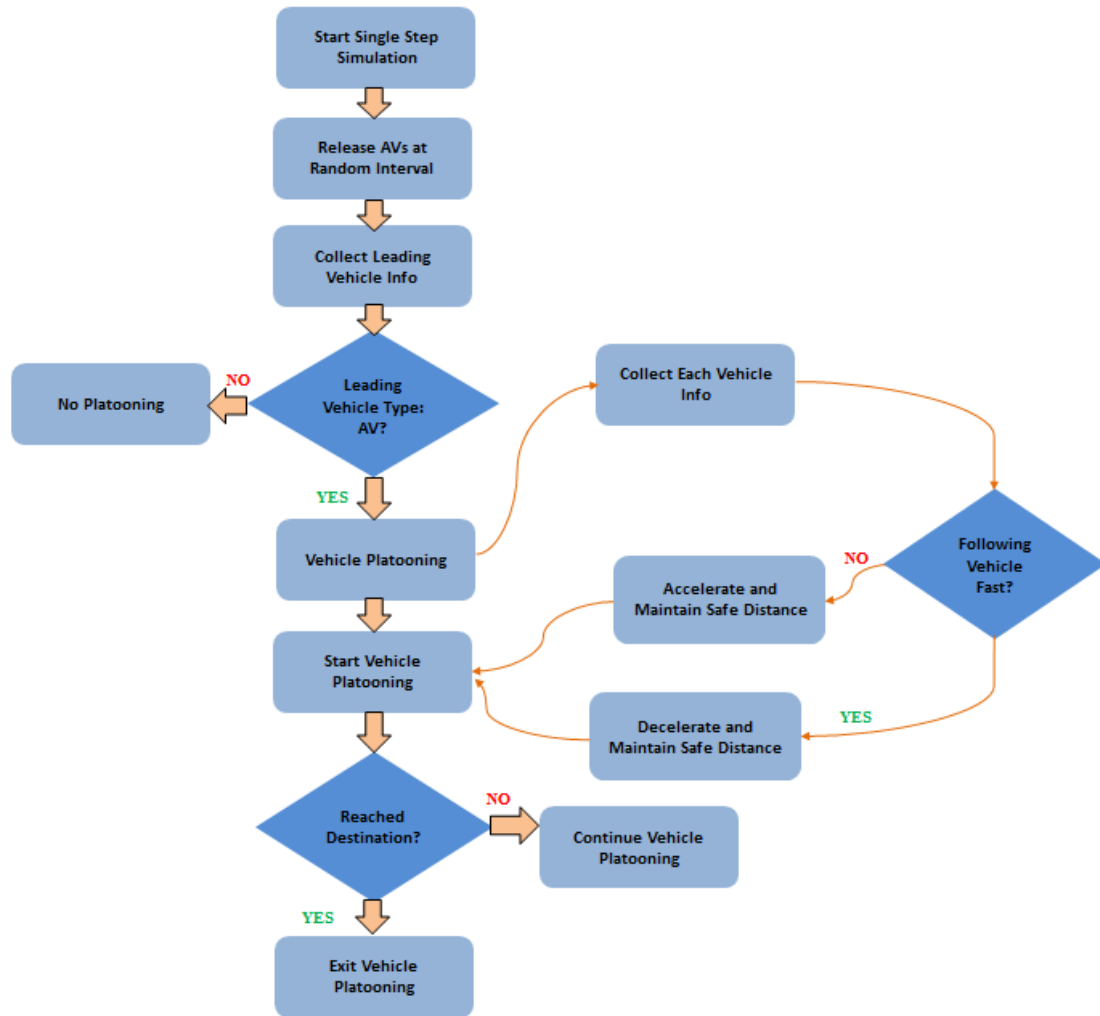 Start Single Step
Simulation
Release AVs at
Random Interval
Collect Leading
Vehicle Info
Leading
Vehicle Type:
AV?
NO
No Platooning
YES
Vehicle Platooning
Collect Each Vehicle
Info
Following
Vehicle
Fast?
NO
Accelerate and
Maintain Safe Distance
YES
Decelerate and
Maintain Safe Distance
Start Vehicle
Platooning
Reached
Destination?
NO
Continue Vehicle
Platooning
YES
Exit Vehicle
Platooning